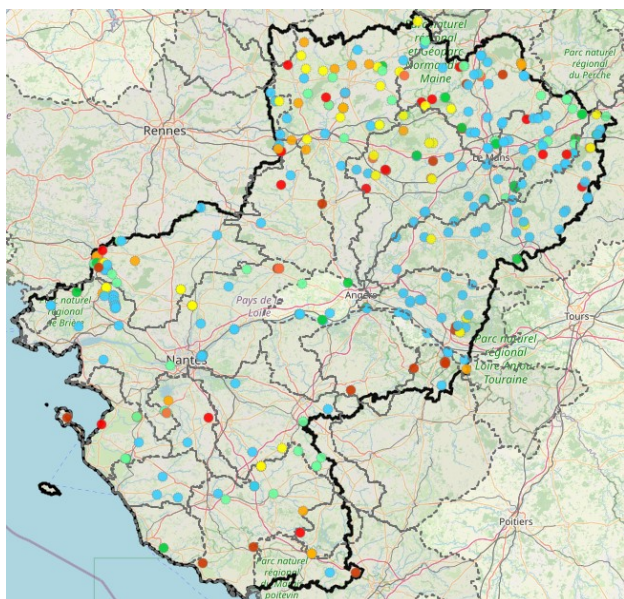 Parc naturel
régional
et Géoparc
Normandie-
Maine
Parc naturel
régional
du Perche
Rennes
Le Mans
Parc naturel
régional
de Brière
Pays de la
Loire
Angers
Tours
Nantes
Parc naturel
régional
Loire-Anjou-
Touraine
Poitiers
Parc naturel
régional
du Marais
poitevin